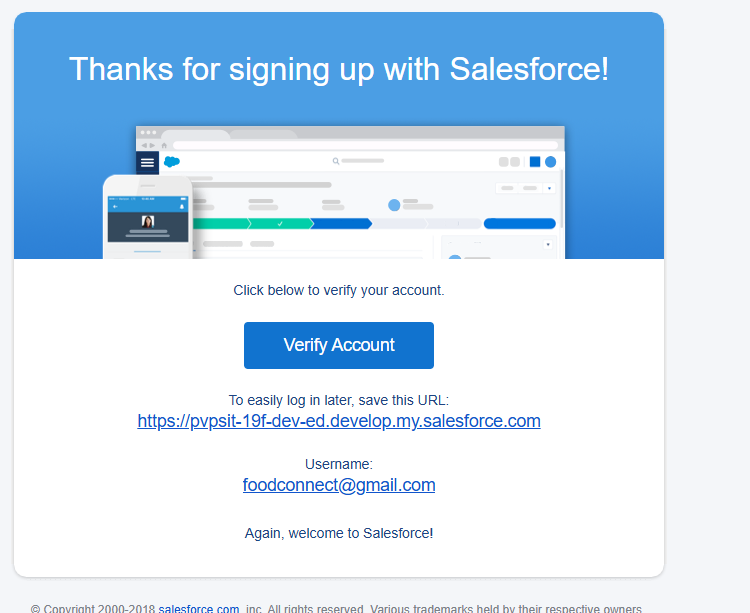 Thanks for signing up with Salesforce!
Click below to verify your account.
Verify Account
To easily log in later, save this URL:
https://pvpsit-19f-dev-ed.develop.my.salesforce.com
Username:
foodconnect@gmail.com
Again, welcome to Salesforce!
© Copyright 2000-2018 salesforce.com, inc. All rights reserved. Various trademarks held by their respective owners